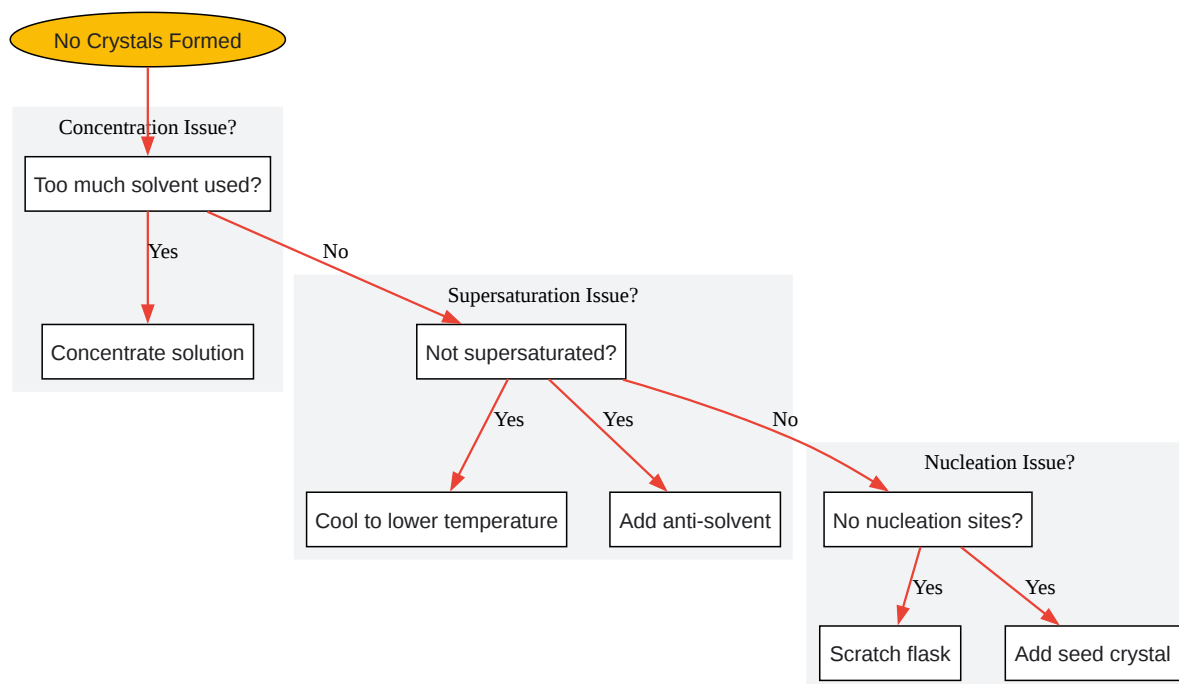 No Crystals Formed
Concentration Issue?
Too much solvent used?
Yes
No
Concentrate solution
Supersaturation Issue?
Not supersaturated?
Yes
Yes
No
Cool to lower temperature
Add anti-solvent
Nucleation Issue?
No nucleation sites?
Yes
Yes
Scratch flask
Add seed crystal